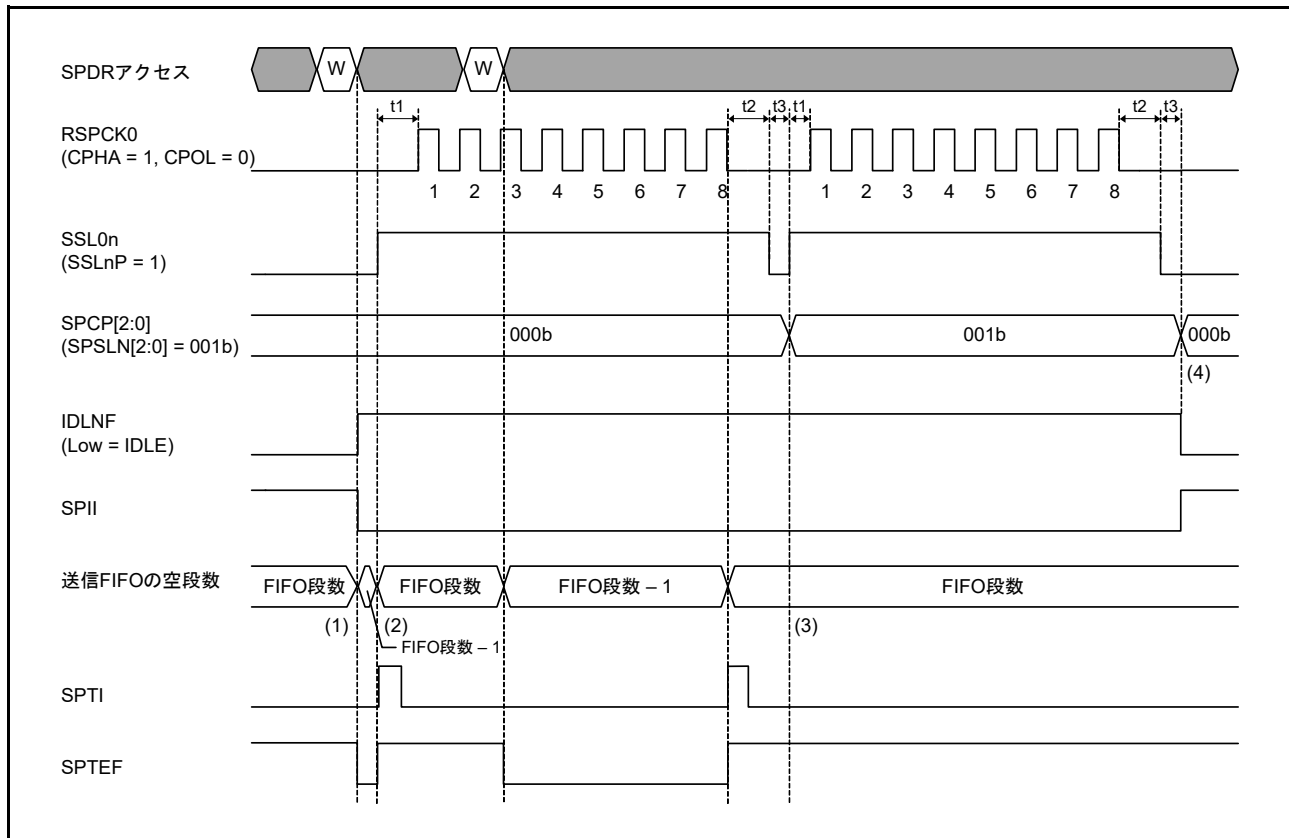 SPDRアクセス
W
W
t1
t2
t3
t1
t2
t3
RSPCK0
(CPHA = 1, CPOL = 0)
1 2 3 4 5 6 7 8 1 2 3 4 5 6 7 8
SSL0n
(SSLnP = 1)
SPCP[2:0]
(SPSLN[2:0] = 001b)
000b
001b
000b
(4)
IDLNF
(Low = IDLE)
SPII
送信FIFOの空段数
FIFO段数
FIFO段数
FIFO段数 – 1
FIFO段数
(1)
(2)
(3)
FIFO段数 – 1
SPTI
SPTEF